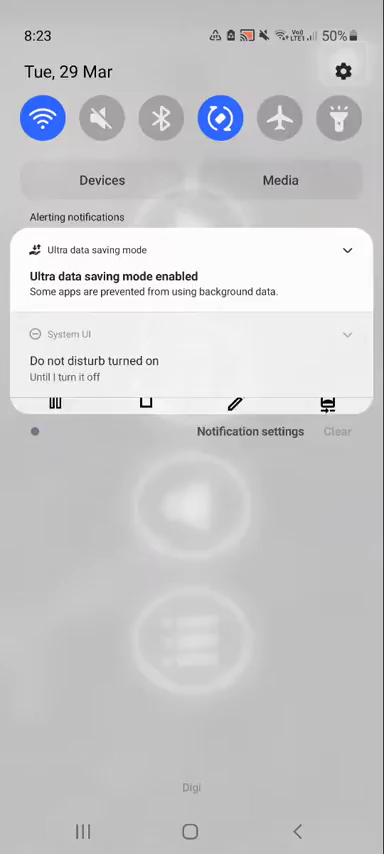 8:23
Vo)) LTE1
50%
Tue, 29 Mar
Devices
Media
Alerting notifications
Ultra data saving mode
Ultra data saving mode enabled
Some apps are prevented from using background data.
System UI
Do not disturb turned on
Until I turn it off
Notification settings
Clear
Digi